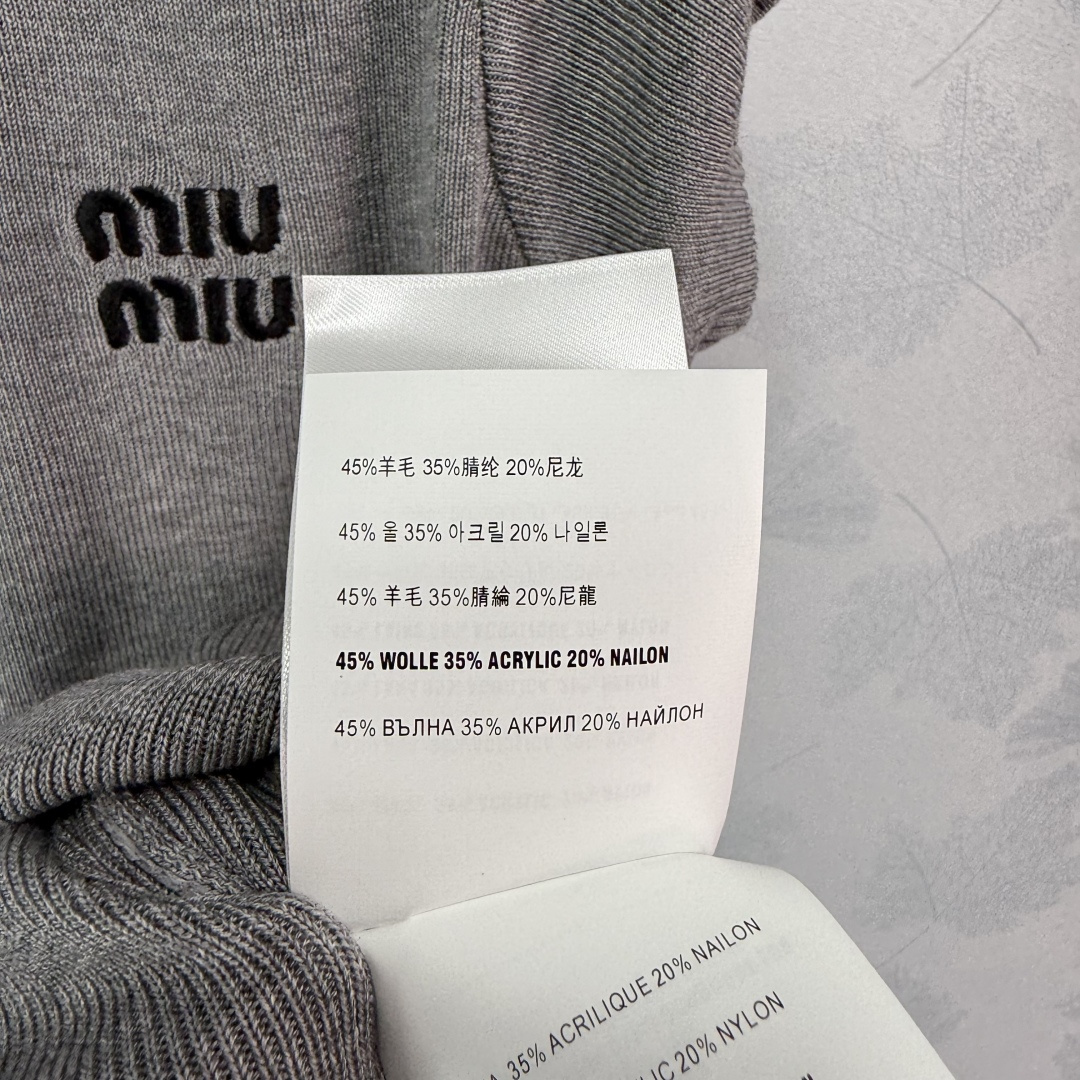 miu
miu
45%羊毛 35%腈纶 20%尼龙
45% 울 35% 아크릴 20% 나일론
45% 羊毛 35%腈綸 20%尼龍
45% WOLLE 35% ACRYLIC 20% NAILON
45% ВЪЛНА 35% АКРИЛ 20% НАЙЛОН
35% ACRILIQUE 20% NAILON
20% NYLON